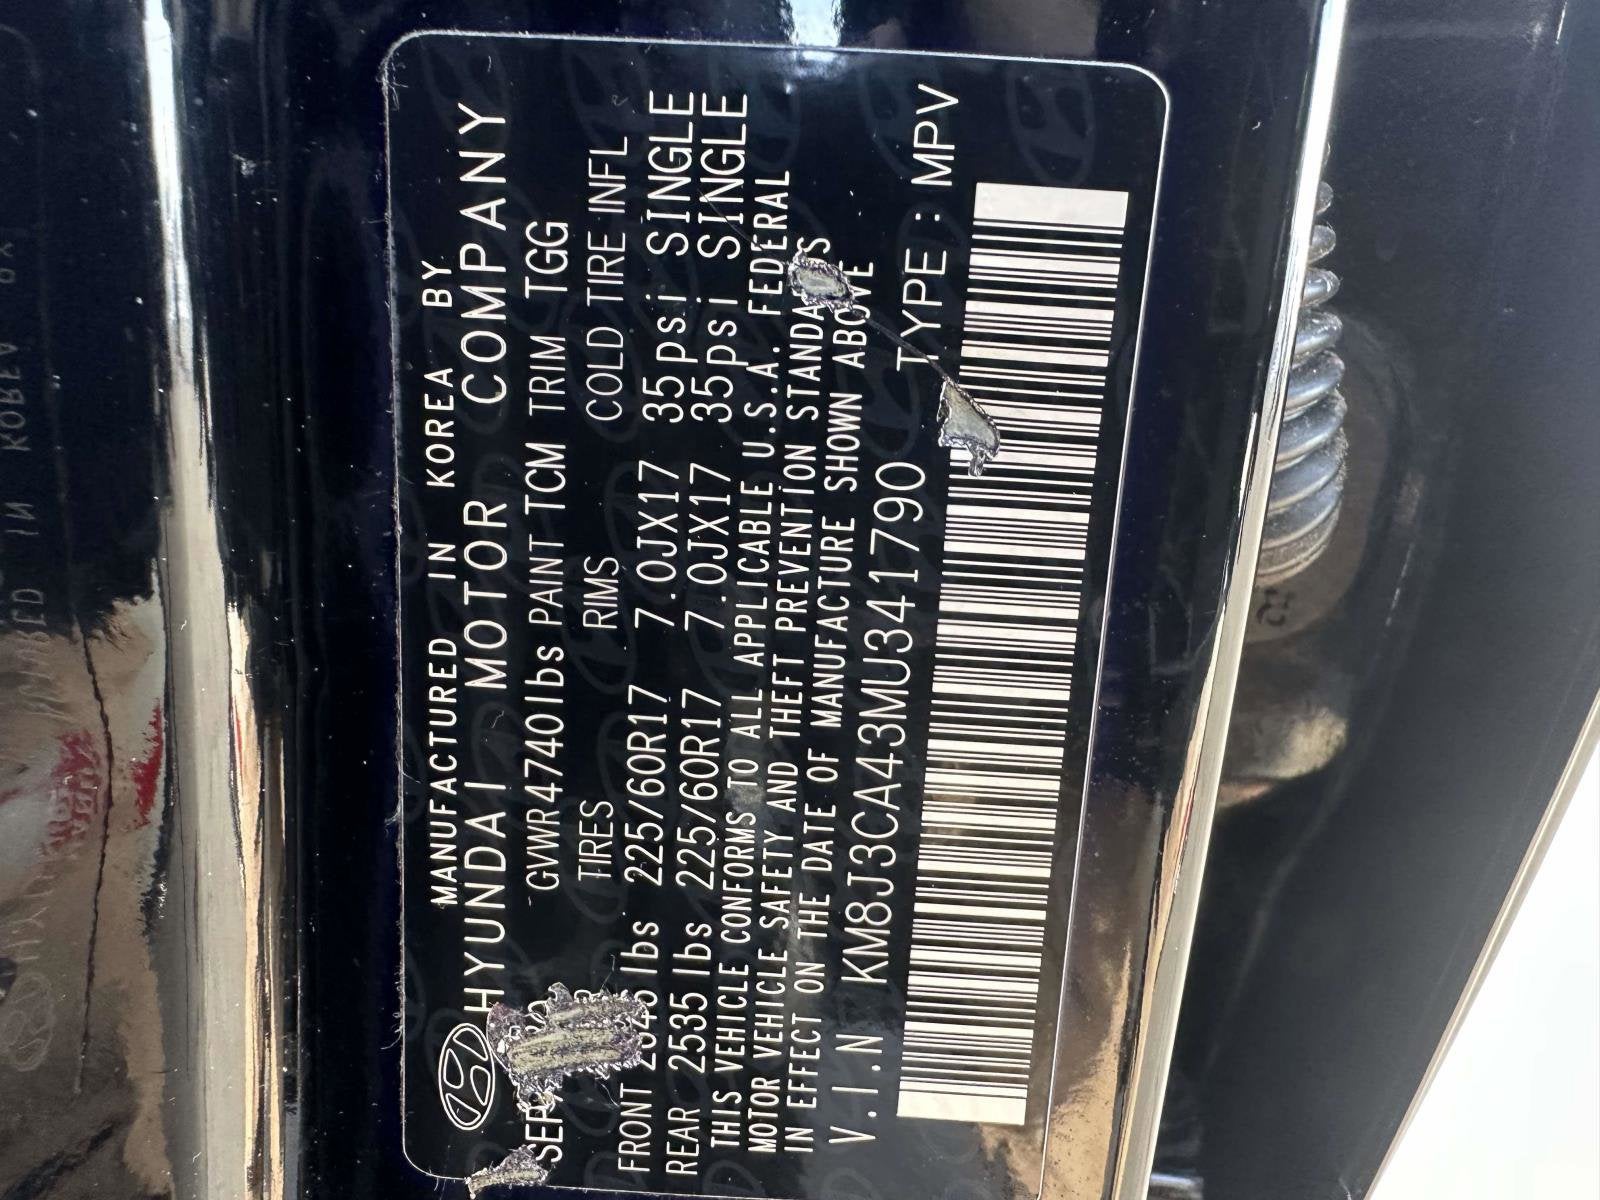 MANUFACTURED IN KOREA BY
HYUNDAI MOTOR COMPANY
SEP GVWR4740lbs PAINT TCM TRIM TGG
TIRES RIMS COLD TIRE INFL
FRONT lbs 225/60R17 7.0JX17 35psi SINGLE
REAR 2535 lbs 225/60R17 7.0JX17 35psi SINGLE
THIS VEHICLE CONFORMS TO ALL APPLICABLE U.S.A. FEDERAL
MOTOR VEHICLE SAFETY AND THEFT PREVENTION
IN EFFECT ON THE DATE OF MANUFACTURE SHOWN ABOVE
V.I.N KM8J3CA43MU341790 TYPE:MPV